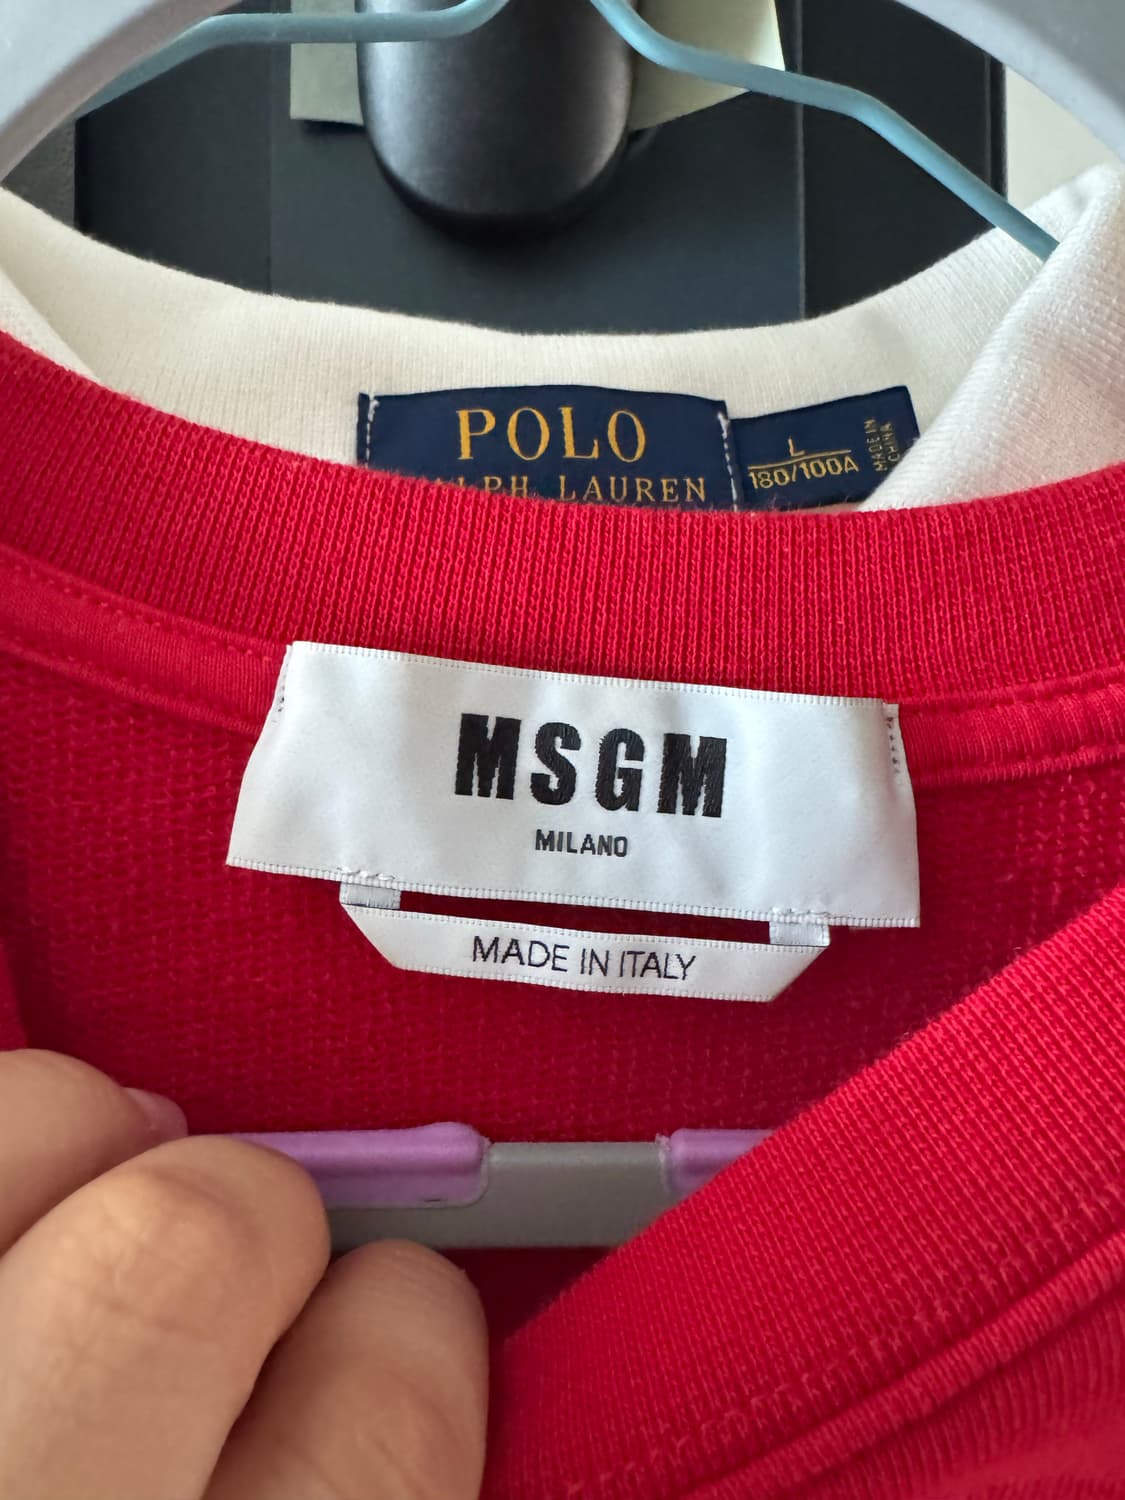 POLO
RALPH LAUREN
L
180/100A
MADE IN
CHINA
MSGM
MILANO
MADE IN ITALY